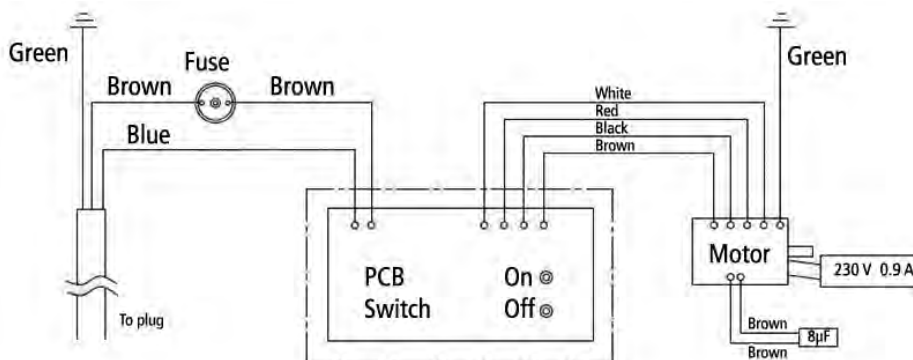 Green
Fuse
Brown
Brown
Blue
To plug
PCB
Switch
On
Off
White
Red
Black
Brown
Green
Motor
230 V 0.9 A
Brown
Brown
8µF